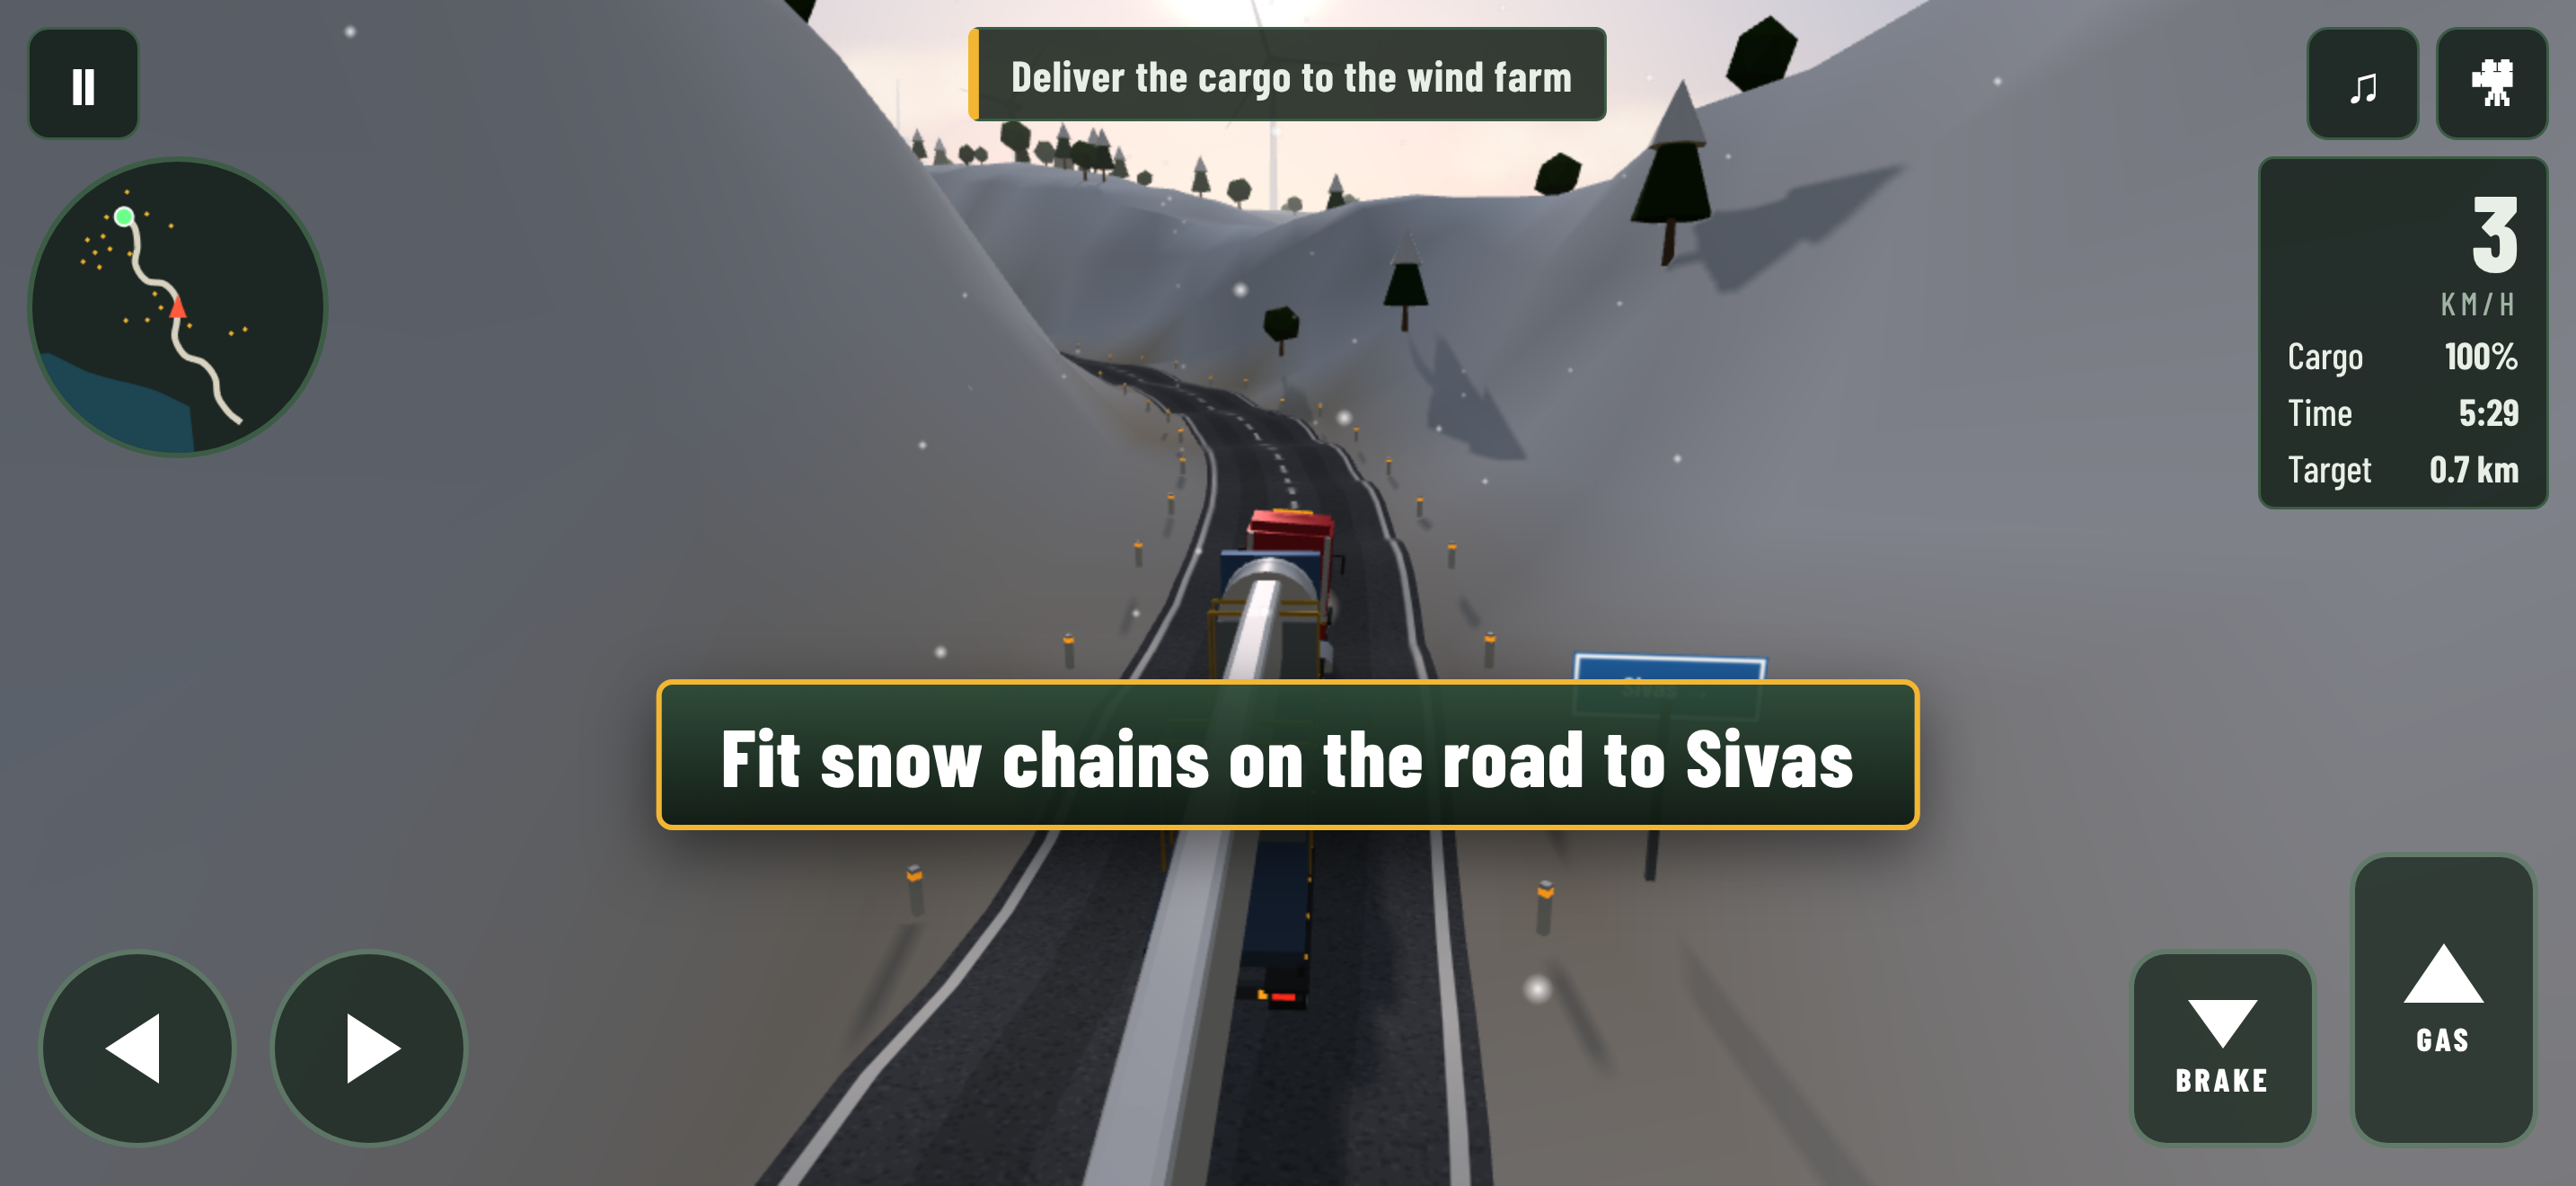 Deliver the cargo to the wind farm
3
KM/H
Cargo 100%
Time 5:29
Target 0.7 km
Sivas
Fit snow chains on the road to Sivas
BRAKE
GAS